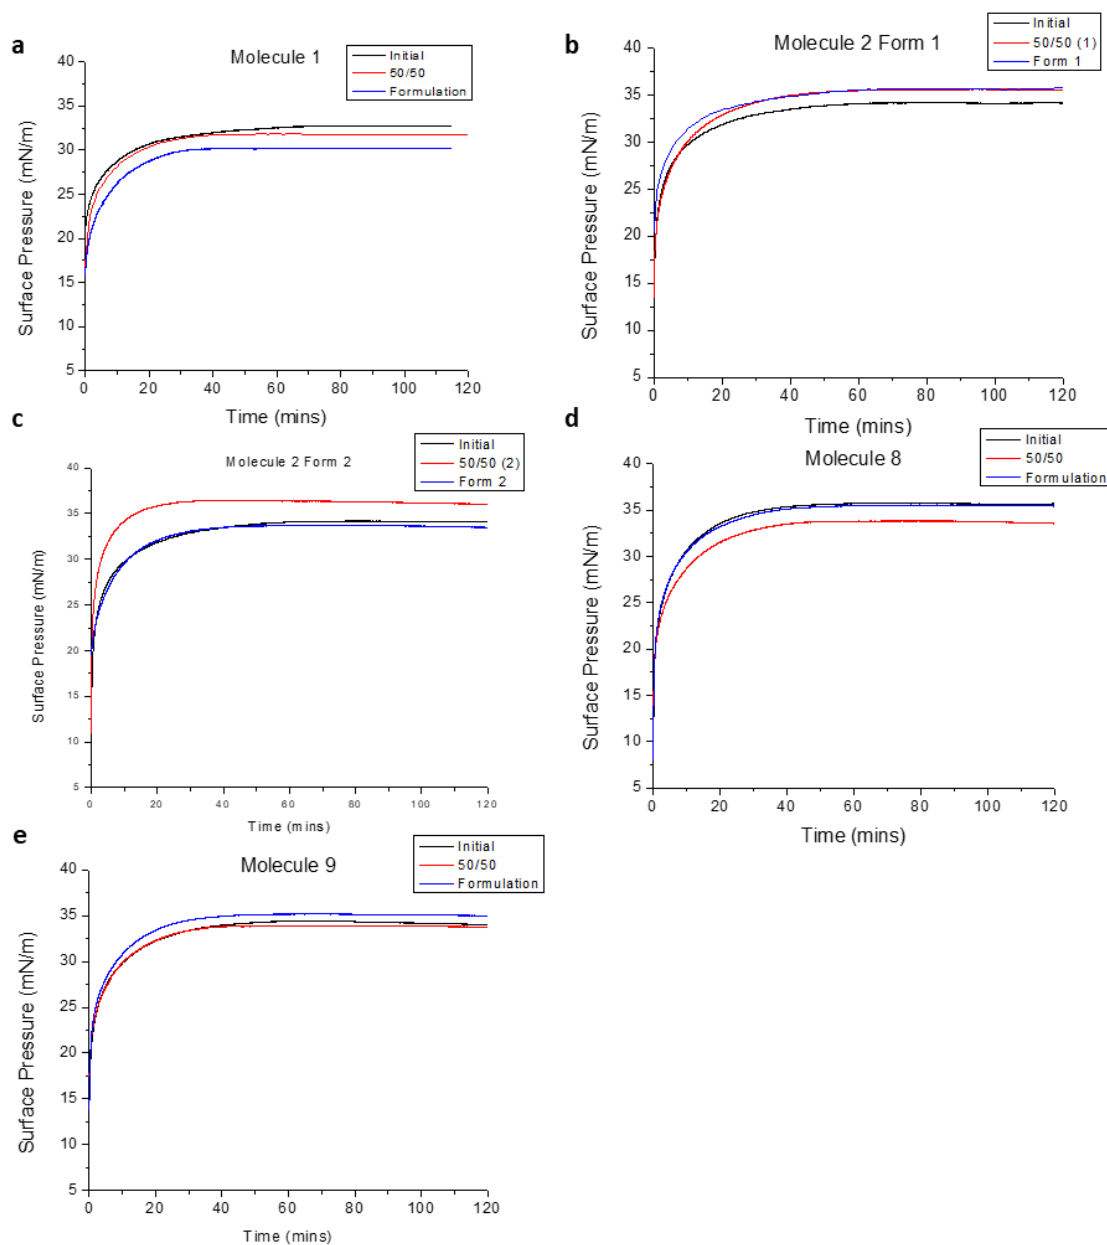 a
Molecule 1
Initial
50/50
Formulation
40
35
30
25
20
15
10
5
Surface Pressure (mN/m)
0 20 40 60 80 100 120
Time (mins)
b
Molecule 2 Form 1
Initial
50/50 (1)
Form 1
40
35
30
25
20
15
10
5
Surface Pressure (mN/m)
0 20 40 60 80 100 120
Time (mins)
c
Molecule 2 Form 2
Initial
50/50 (2)
Form 2
40
35
30
25
20
15
10
5
Surface Pressure (mN/m)
0 20 40 60 80 100 120
Time (mins)
d
Molecule 8
Initial
50/50
Formulation
40
35
30
25
20
15
10
5
Surface Pressure (mN/m)
0 20 40 60 80 100 120
Time (mins)
e
Molecule 9
Initial
50/50
Formulation
40
35
30
25
20
15
10
5
Surface Pressure (mN/m)
0 20 40 60 80 100 120
Time (mins)